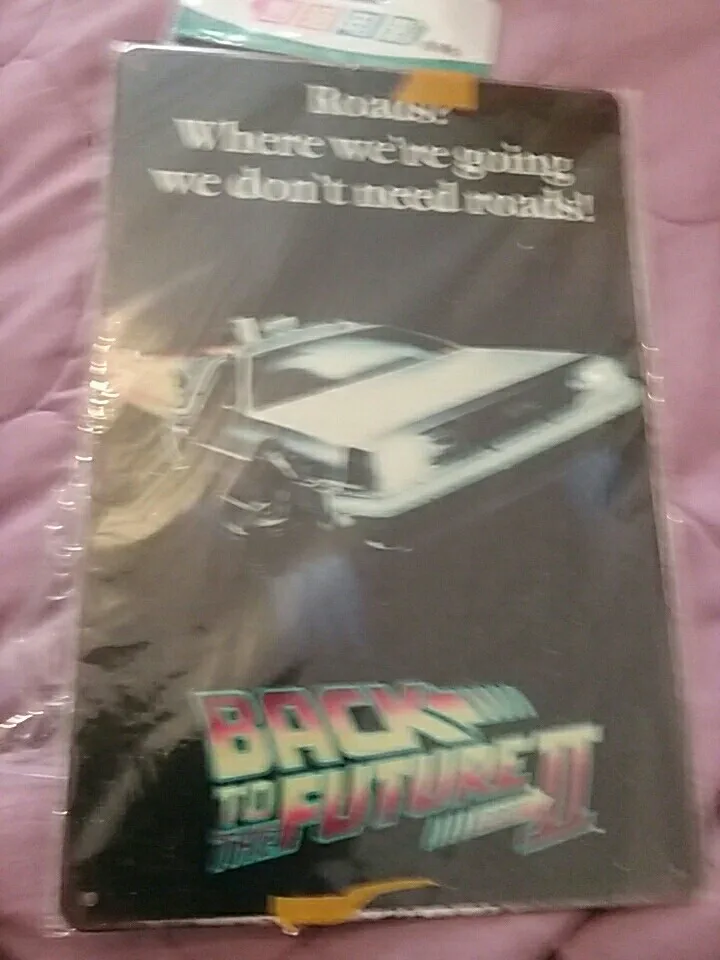 Roads?
Where we're going
we don't need roads!
BACK
TO
THE FUTURE II